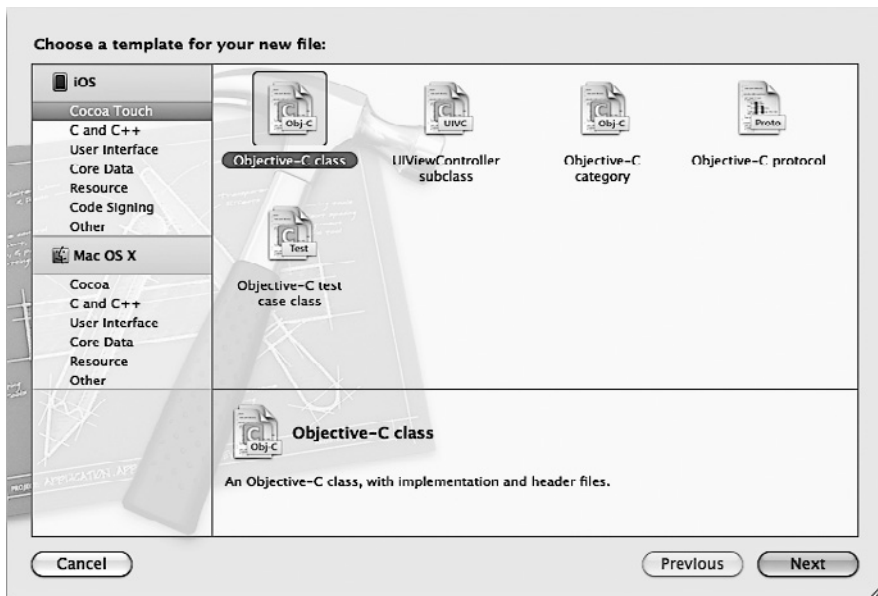 Choose a template for your new file:
iOS
Cocoa Touch
C and C++
User Interface
Core Data
Resource
Code Signing
Other
Mac OS X
Cocoa
C and C++
User Interface
Core Data
Resource
Other
C
Obj-C
Objective-C class
C
UIVC
UIViewController
subclass
C
Obj-C
Objective-C
category
h
Proto
Objective-C protocol
C
Test
Objective-C test
case class
C
Obj-C
Objective-C class
An Objective-C class, with implementation and header files.
Cancel
Previous
Next